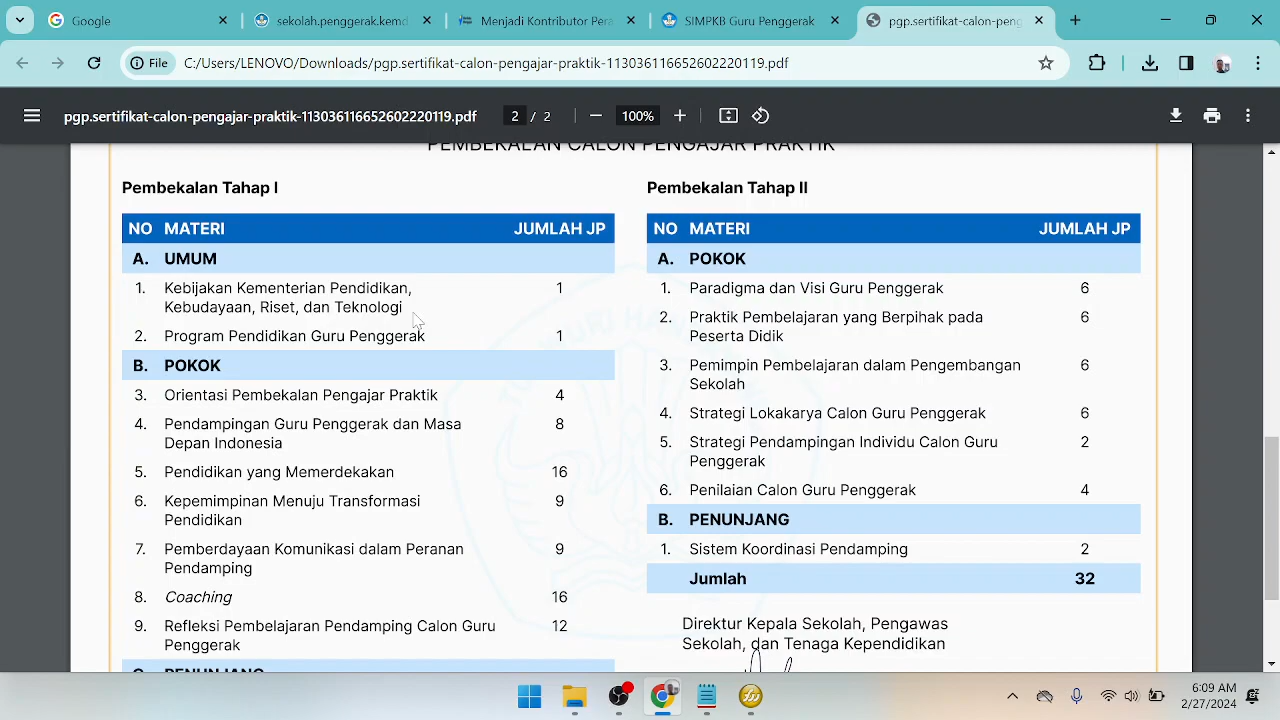 Google
sekolah.penggerak.kemd
Menjadi Kontributor Pera
SIMPKB Guru Penggerak
pgp.sertifikat-calon-peng
File
C:/Users/LENOVO/Downloads/pgp.sertifikat-calon-pengajar-praktik-113036116652602220119.pdf
pgp.sertifikat-calon-pengajar-praktik-113036116652602220119.pdf
2 / 2
100%
PEMBEKALAN CALON PENGAJAR PRAKTIK
Pembekalan Tahap I
NO MATERI JUMLAH JP
A. UMUM
1. Kebijakan Kementerian Pendidikan, 1
Kebudayaan, Riset, dan Teknologi
2. Program Pendidikan Guru Penggerak 1
B. POKOK
3. Orientasi Pembekalan Pengajar Praktik 4
4. Pendampingan Guru Penggerak dan Masa 8
Depan Indonesia
5. Pendidikan yang Memerdekakan 16
6. Kepemimpinan Menuju Transformasi 9
Pendidikan
7. Pemberdayaan Komunikasi dalam Peranan 9
Pendamping
8. Coaching 16
9. Refleksi Pembelajaran Pendamping Calon Guru 12
Penggerak
C. PENUNJANG
Pembekalan Tahap II
NO MATERI JUMLAH JP
A. POKOK
1. Paradigma dan Visi Guru Penggerak 6
2. Praktik Pembelajaran yang Berpihak pada 6
Peserta Didik
3. Pemimpin Pembelajaran dalam Pengembangan 6
Sekolah
4. Strategi Lokakarya Calon Guru Penggerak 6
5. Strategi Pendampingan Individu Calon Guru 2
Penggerak
6. Penilaian Calon Guru Penggerak 4
B. PENUNJANG
1. Sistem Koordinasi Pendamping 2
Jumlah 32
Direktur Kepala Sekolah, Pengawas
Sekolah, dan Tenaga Kependidikan
6:09 AM
2/27/2024